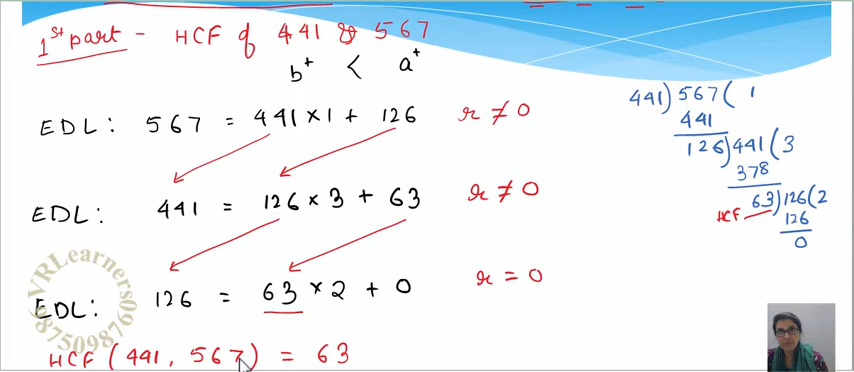 1st part - HCF of 441 & 567
b+ < a+
EDL: 567 = 441 × 1 + 126 r ≠ 0
EDL: 441 = 126 × 3 + 63 r ≠ 0
EDL: 126 = 63 × 2 + 0 r = 0
HCF (441, 567) = 63
441) 567 ( 1
441
126) 441 ( 3
378
63) 126 ( 2
HCF
126
0
VRLearners
9875098760